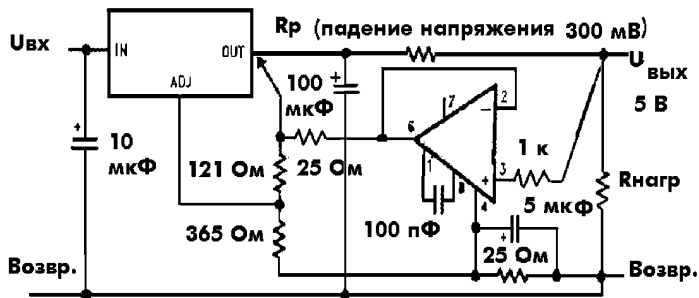 Rр (падение напряжения 300 мВ)
Uвх
IN
OUT
ADJ
Uвых
5 В
100 мкФ
+
7
2
−
6
+
10 мкФ
121 Ом
25 Ом
1
8
4
+
3
1 к
Rнагр
100 пФ
5 мкФ
+
365 Ом
25 Ом
Возвр.
Возвр.